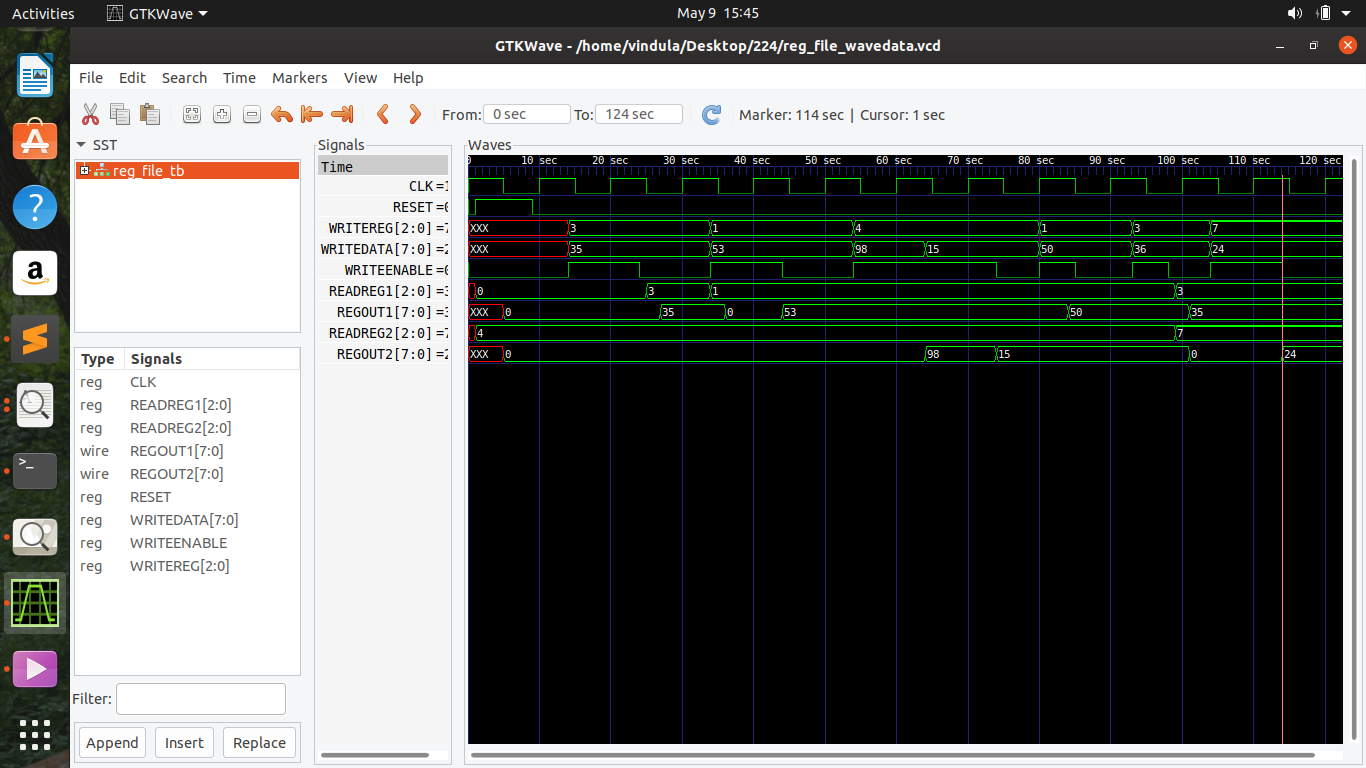 Activities GTKWave May 9 15:45
GTKWave - /home/vindula/Desktop/224/reg_file_wavedata.vcd
File Edit Search Time Markers View Help
From: 0 sec To: 124 sec Marker: 114 sec | Cursor: 1 sec
SST
reg_file_tb
Type Signals
reg CLK
reg READREG1[2:0]
reg READREG2[2:0]
wire REGOUT1[7:0]
wire REGOUT2[7:0]
reg RESET
reg WRITEDATA[7:0]
reg WRITEENABLE
reg WRITEREG[2:0]
Filter:
Append Insert Replace
Signals
Time
CLK =1
RESET =0
WRITEREG[2:0] =7
WRITEDATA[7:0] =2
WRITEENABLE =0
READREG1[2:0] =3
REGOUT1[7:0] =3
READREG2[2:0] =7
REGOUT2[7:0] =2
Waves
0 10 sec 20 sec 30 sec 40 sec 50 sec 60 sec 70 sec 80 sec 90 sec 100 sec 110 sec 120 sec
XXX 3 1 4 1 3 7
XXX 35 53 98 15 50 36 24
0 3 1 3
XXX 0 35 0 53 50 35
4 7
XXX 0 98 15 0 24